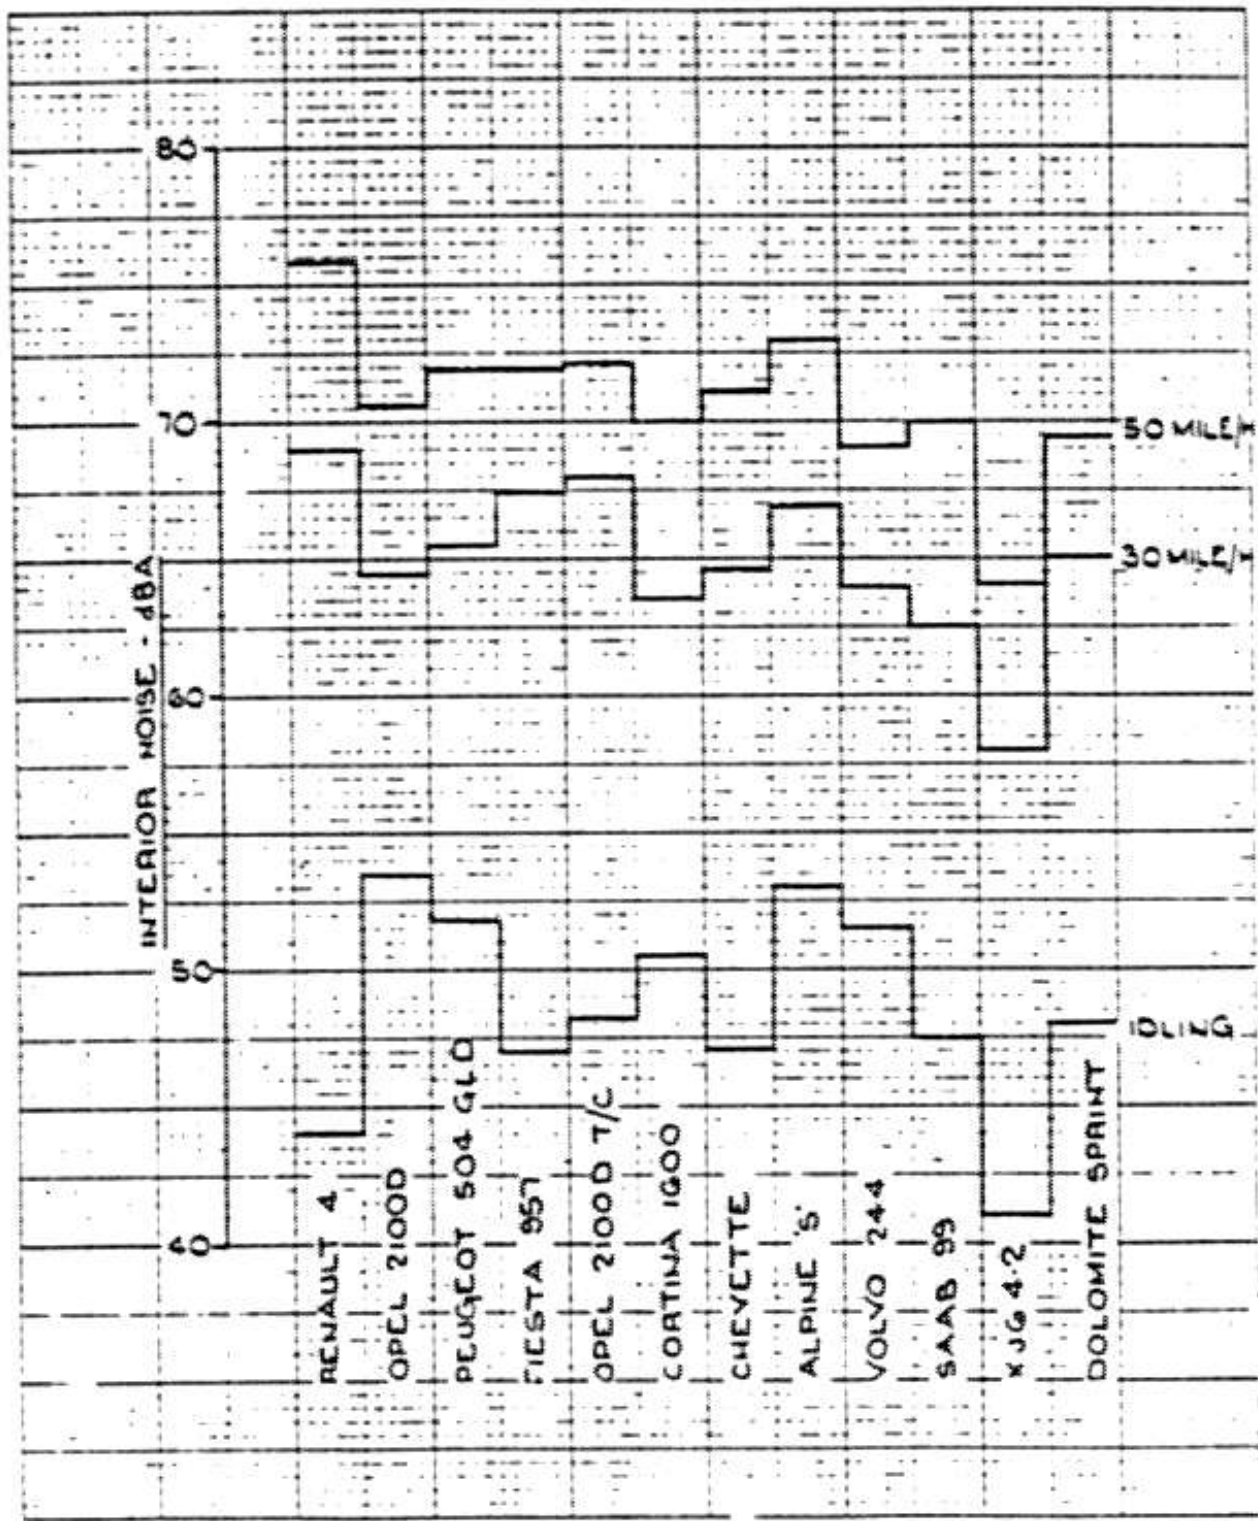 80
70
60
50
40
INTERIOR NOISE - dBA
50 MILE/H
30 MILE/H
IDLING
RENAULT 4
OPEL 2100D
PEUGEOT 504 GLD
FIESTA 957
OPEL 2100D T/C
CORTINA 1600
CHEVETTE
ALPINE 'S'
VOLVO 244
SAAB 99
XJ6 4.2
DOLOMITE SPRINT